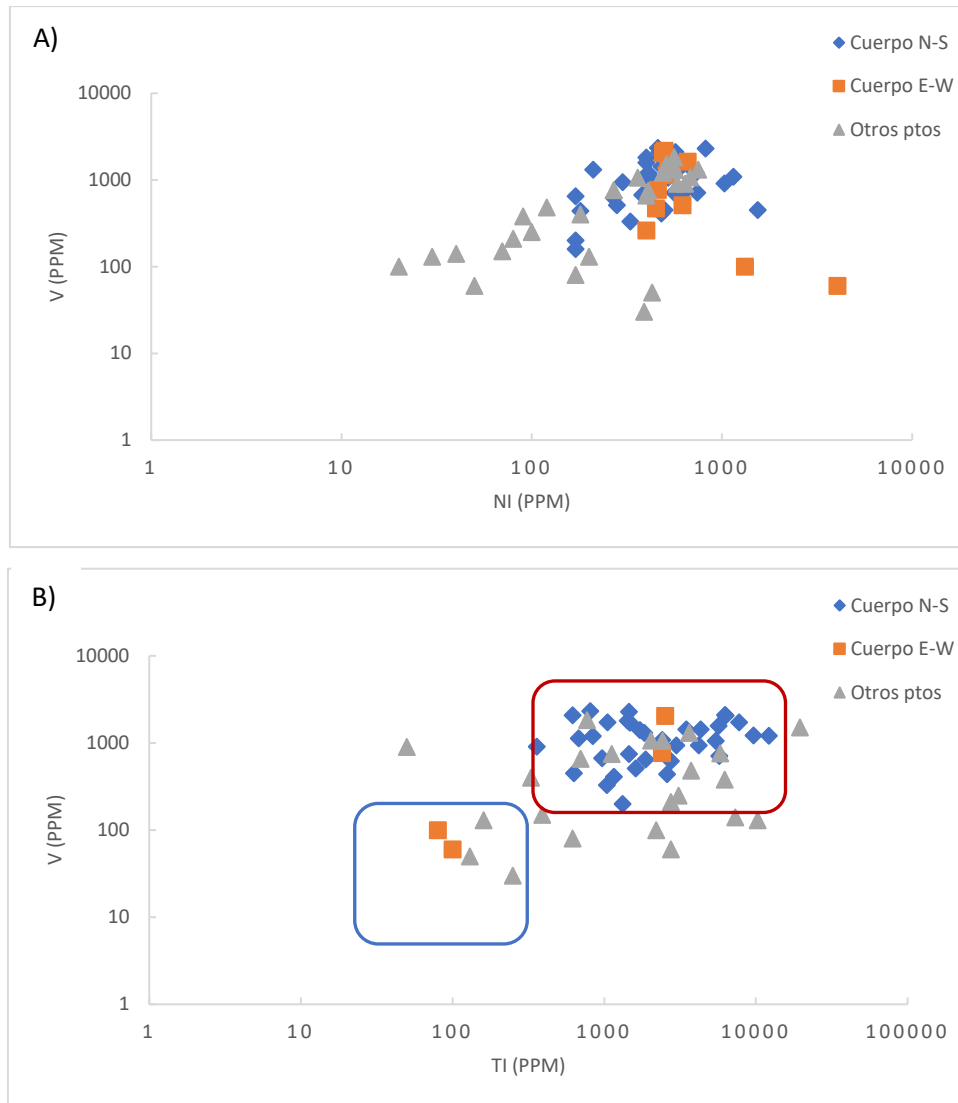 A)
Cuerpo N-S
Cuerpo E-W
Otros ptos
10000
1000
100
10
1
V (PPM)
1 10 100 1000 10000
NI (PPM)
B)
Cuerpo N-S
Cuerpo E-W
Otros ptos
10000
1000
100
10
1
V (PPM)
1 10 100 1000 10000 100000
TI (PPM)